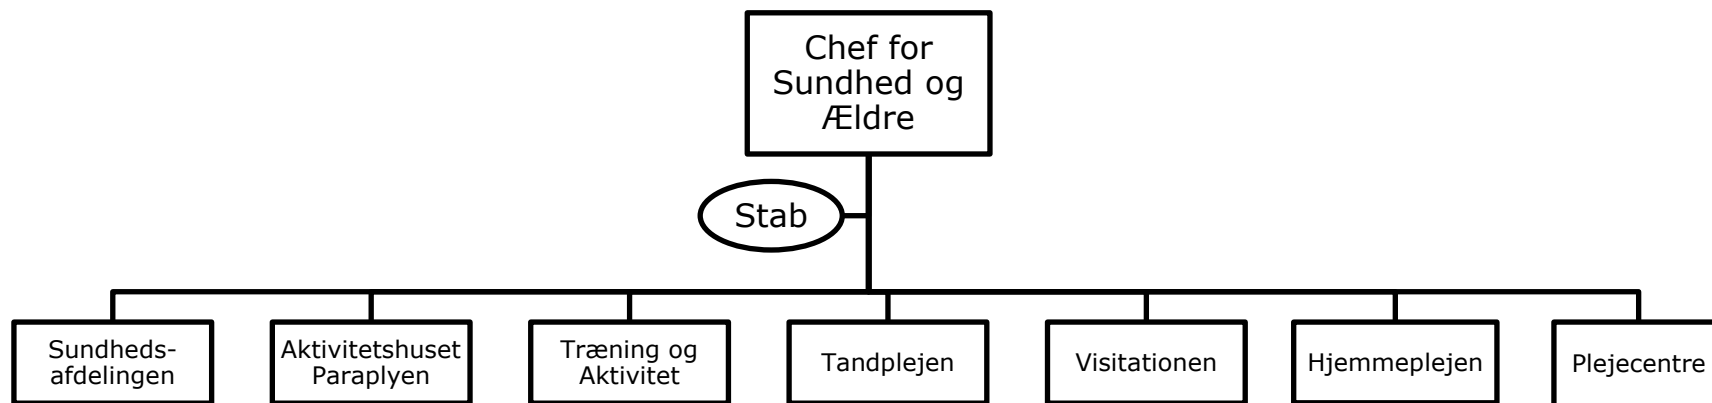 Chef for
Sundhed og
Ældre
Stab
Sundheds-
afdelingen
Aktivitetshuset
Paraplyen
Træning og
Aktivitet
Tandplejen
Visitationen
Hjemmeplejen
Plejecentre